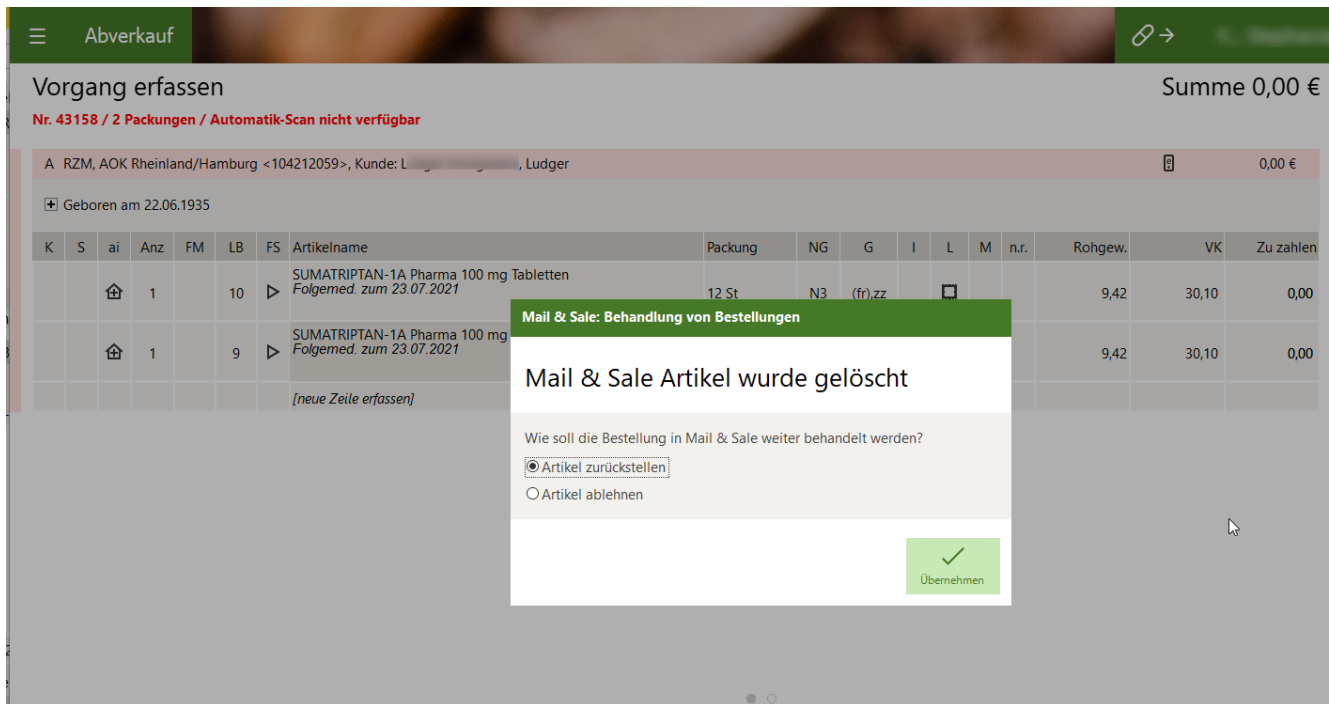 Abverkauf
Vorgang erfassen
Summe 0,00 €
Nr. 43158 / 2 Packungen / Automatik-Scan nicht verfügbar
A RZM, AOK Rheinland/Hamburg <104212059>, Kunde: , Ludger 0,00 €
Geboren am 22.06.1935
K S ai Anz FM LB FS Artikelname Packung NG G I L M n.r. Rohgew. VK Zu zahlen
SUMATRIPTAN-1A Pharma 100 mg Tabletten
1 10 Folgemed. zum 23.07.2021 12 St N3 (fr),zz 9,42 30,10 0,00
SUMATRIPTAN-1A Pharma 100 mg
1 9 Folgemed. zum 23.07.2021 9,42 30,10 0,00
[neue Zeile erfassen]
Mail & Sale: Behandlung von Bestellungen
Mail & Sale Artikel wurde gelöscht
Wie soll die Bestellung in Mail & Sale weiter behandelt werden?
Artikel zurückstellen
Artikel ablehnen
Übernehmen